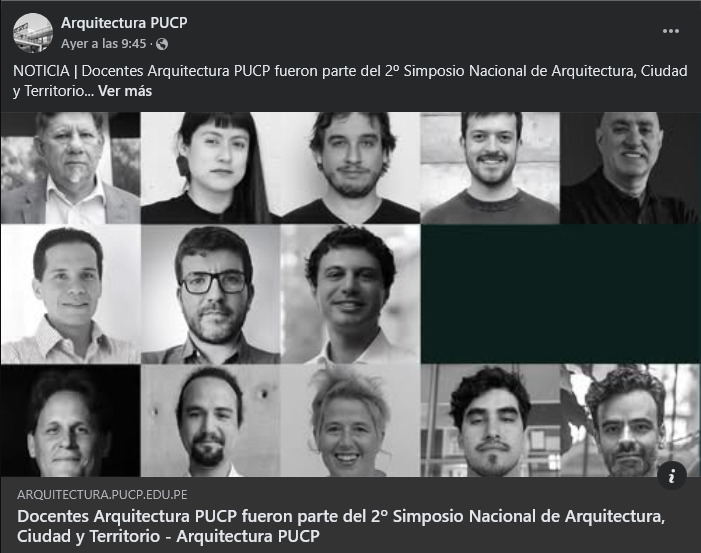 Arquitectura PUCP
Ayer a las 9:45 ·
NOTICIA | Docentes Arquitectura PUCP fueron parte del 2º Simposio Nacional de Arquitectura, Ciudad
y Territorio... Ver más
ARQUITECTURA.PUCP.EDU.PE
Docentes Arquitectura PUCP fueron parte del 2º Simposio Nacional de Arquitectura,
Ciudad y Territorio - Arquitectura PUCP